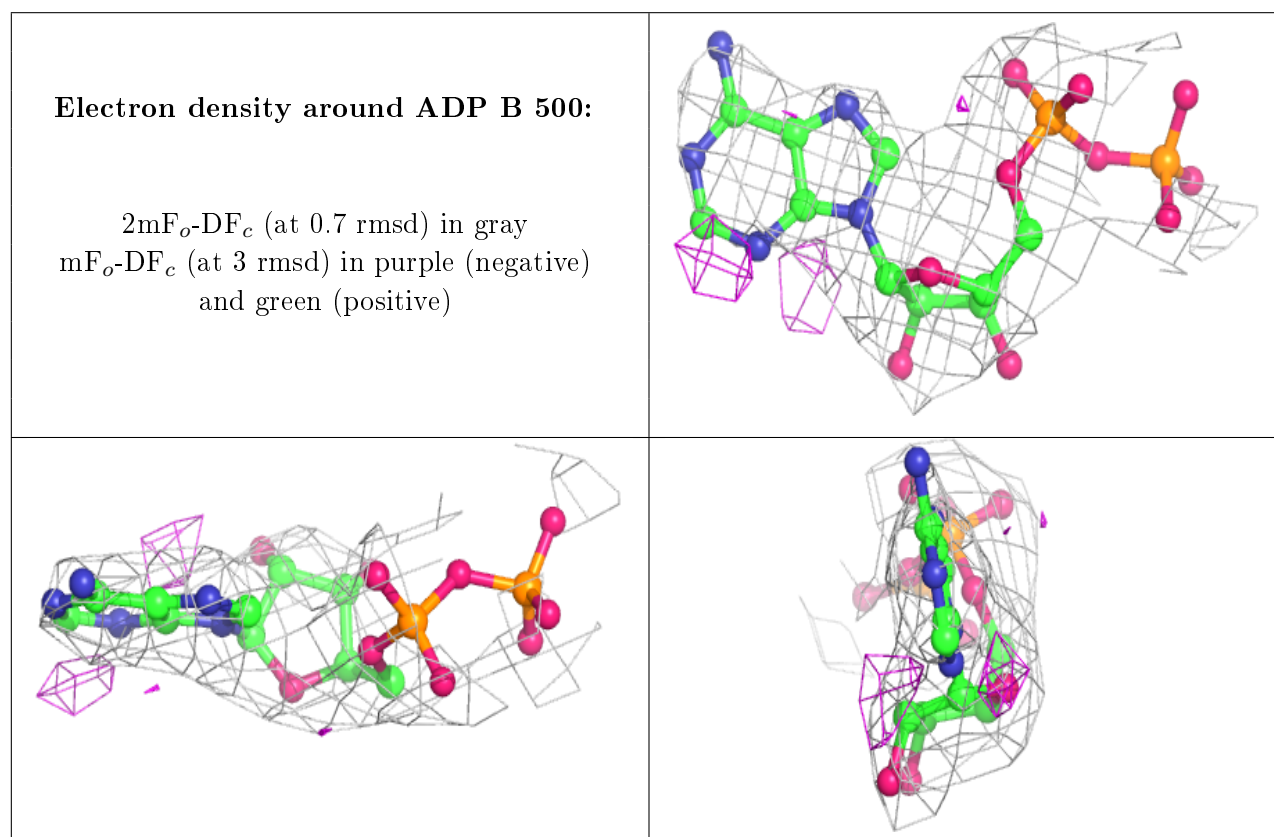 Electron density around ADP B 500:
2mFₒ-DF𝒸 (at 0.7 rmsd) in gray
mFₒ-DF𝒸 (at 3 rmsd) in purple (negative)
and green (positive)